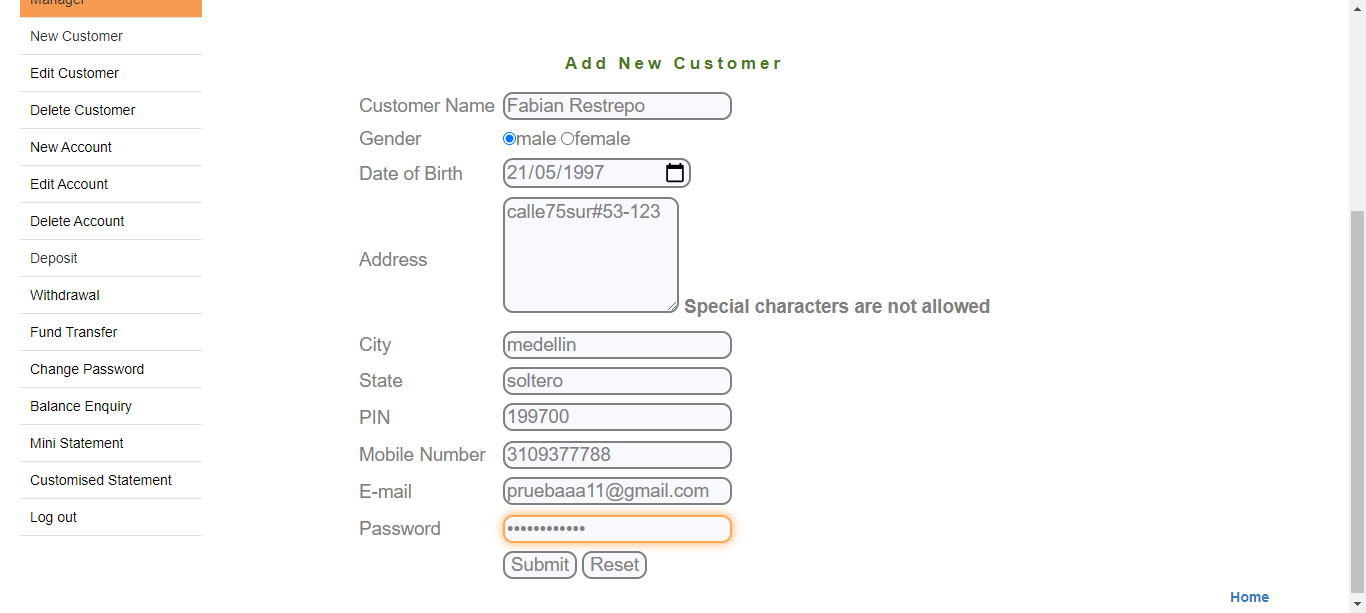 Manager
New Customer
Edit Customer
Delete Customer
New Account
Edit Account
Delete Account
Deposit
Withdrawal
Fund Transfer
Change Password
Balance Enquiry
Mini Statement
Customised Statement
Log out
Add New Customer
Customer Name Fabian Restrepo
Gender male female
Date of Birth 21/05/1997
Address calle75sur#53-123
Special characters are not allowed
City medellin
State soltero
PIN 199700
Mobile Number 3109377788
E-mail pruebaaa11@gmail.com
Password ••••••••••••
Submit Reset
Home